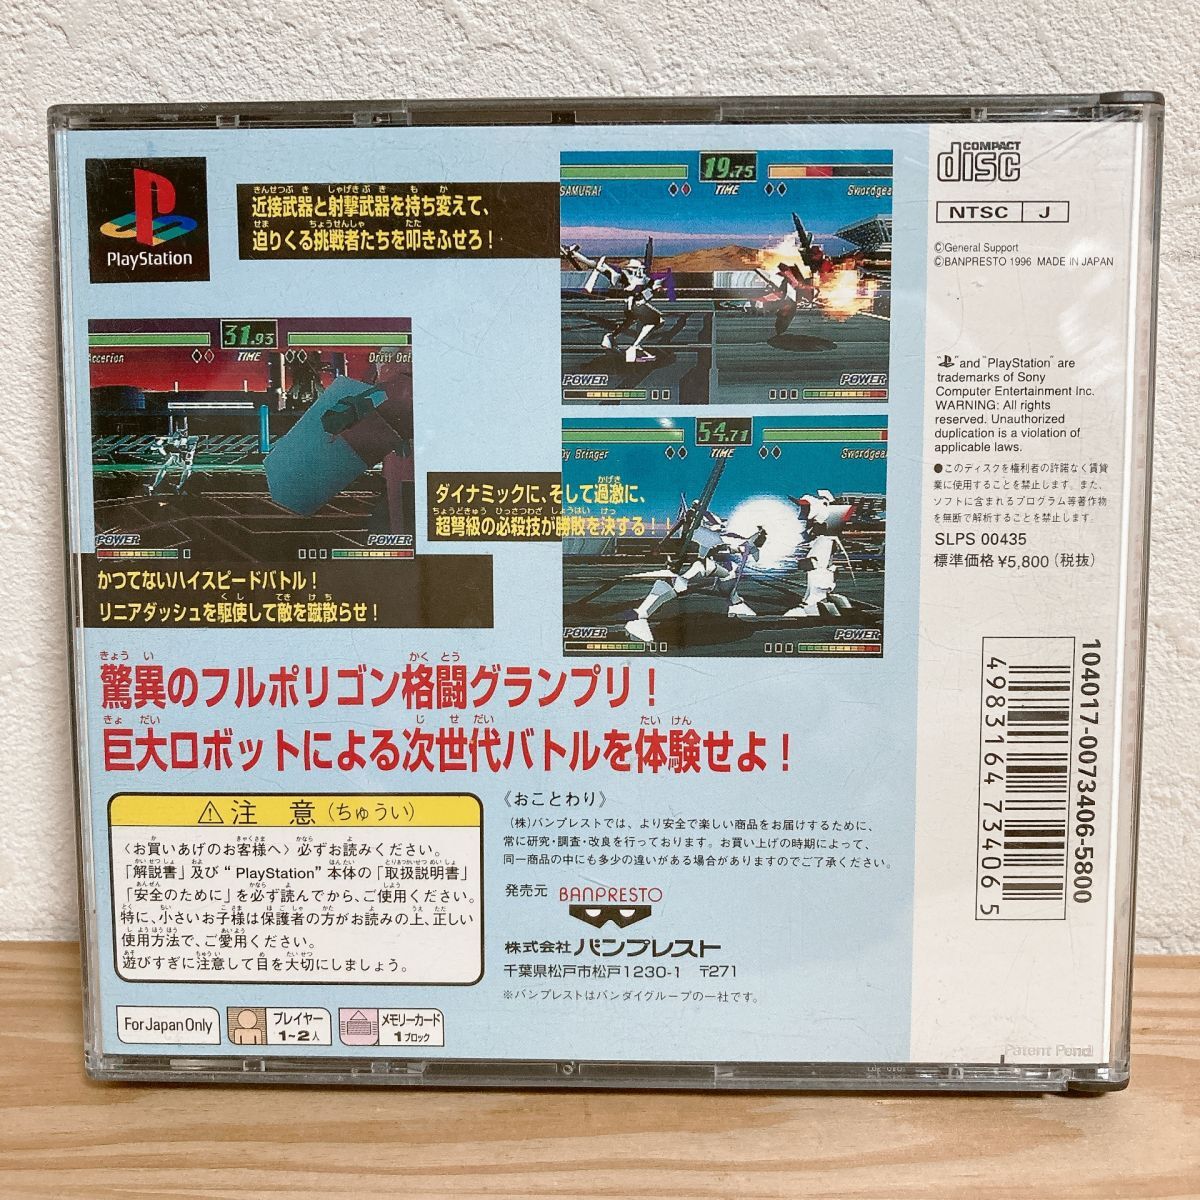 PlayStation
近接武器と射撃武器を持ち変えて、
迫りくる挑戦者たちを叩きふせろ！
19.75
TIME
SAMURAI
Swordgea
POWER
POWER
31.93
TIME
Accerion
POWER
POWER
54.71
TIME
Dy Bringer
Swordgea
POWER
POWER
ダイナミックに、そして過激に、
超弩級の必殺技が勝敗を決する！！
かつてないハイスピードバトル！
リニアダッシュを駆使して敵を蹴散らせ！
驚異のフルポリゴン格闘グランプリ！
巨大ロボットによる次世代バトルを体験せよ！
⚠注意(ちゅうい)
〈お買いあげのお客様へ〉必ずお読みください。
「解説書」及び“PlayStation”本体の「取扱説明書」
「安全のために」を必ず読んでから、ご使用ください。
特に、小さいお子様は保護者の方がお読みの上、正しい
使用方法で、ご愛用ください。
遊びすぎに注意して目を大切にしましょう。
《おことわり》
(株)バンプレストでは、より安全で楽しい商品をお届けするために、
常に研究・調査・改良を行っております。お買い上げの時期によって、
同一商品の中にも多少の違いがある場合がありますのでご了承ください。
発売元 BANPRESTO
株式会社 バンプレスト
千葉県松戸市松戸1230-1 〒271
※バンプレストはバンダイグループの一社です。
For Japan Only
プレイヤー
1~2人
メモリーカード
1ブロック
COMPACT
disc
NTSC J
©General Support
©BANPRESTO 1996 MADE IN JAPAN
" " and "PlayStation" are
trademarks of Sony
Computer Entertainment Inc.
WARNING: All rights
reserved. Unauthorized
duplication is a violation of
applicable laws.
●このディスクを権利者の許諾なく賃貸
業に使用することを禁止します。また、
ソフトに含まれるプログラム等著作物
を無断で解析することを禁止します。
SLPS 00435
標準価格¥5,800(税抜)
104017-0073406-5800
4983164734065
Patent Pend